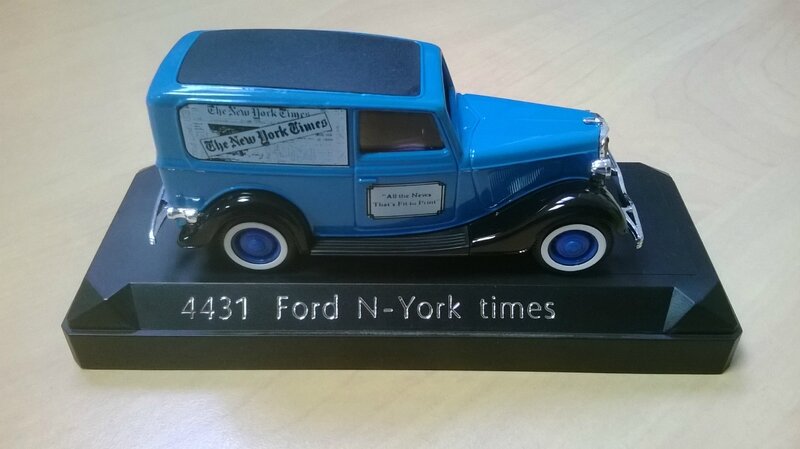 The New York Times
The New York Times
"All the News
That's Fit to Print"
4431 Ford N-York times